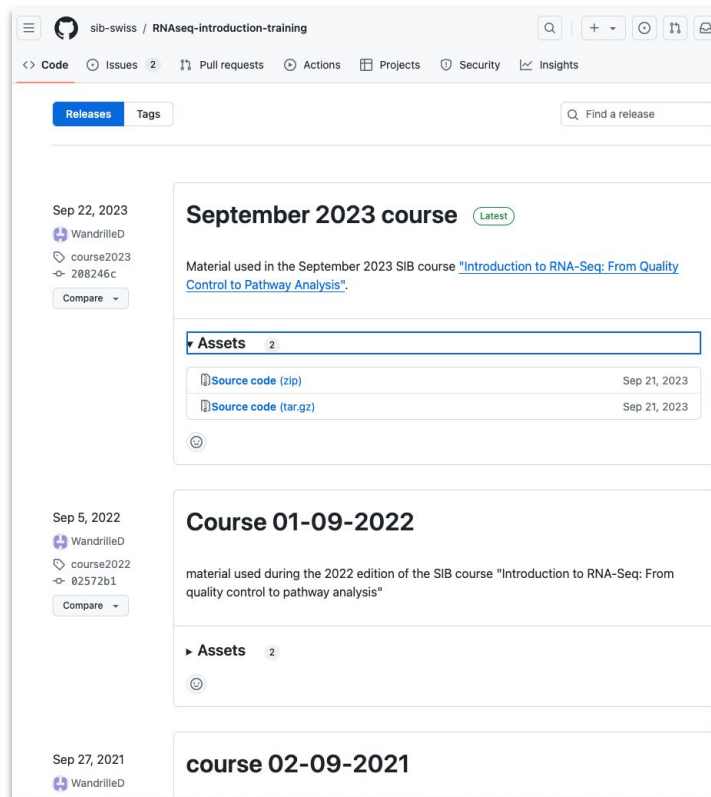 sib-swiss / RNAseq-introduction-training
<> Code Issues 2 Pull requests Actions Projects Security Insights
Releases Tags
Find a release
Sep 22, 2023
WandrilleD
course2023
208246c
Compare
September 2023 course Latest
Material used in the September 2023 SIB course "Introduction to RNA-Seq: From Quality
Control to Pathway Analysis".
Assets 2
Source code (zip) Sep 21, 2023
Source code (tar.gz) Sep 21, 2023
Sep 5, 2022
WandrilleD
course2022
02572b1
Compare
Course 01-09-2022
material used during the 2022 edition of the SIB course "Introduction to RNA-Seq: From
quality control to pathway analysis"
Assets 2
Sep 27, 2021
WandrilleD
course 02-09-2021